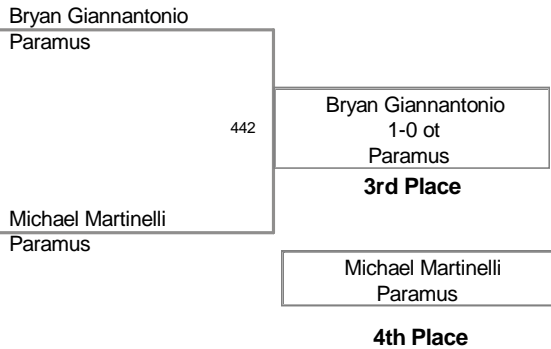 Bryan Giannantonio
Paramus
442
Bryan Giannantonio
1-0 ot
Paramus
3rd Place
Michael Martinelli
Paramus
Michael Martinelli
Paramus
4th Place